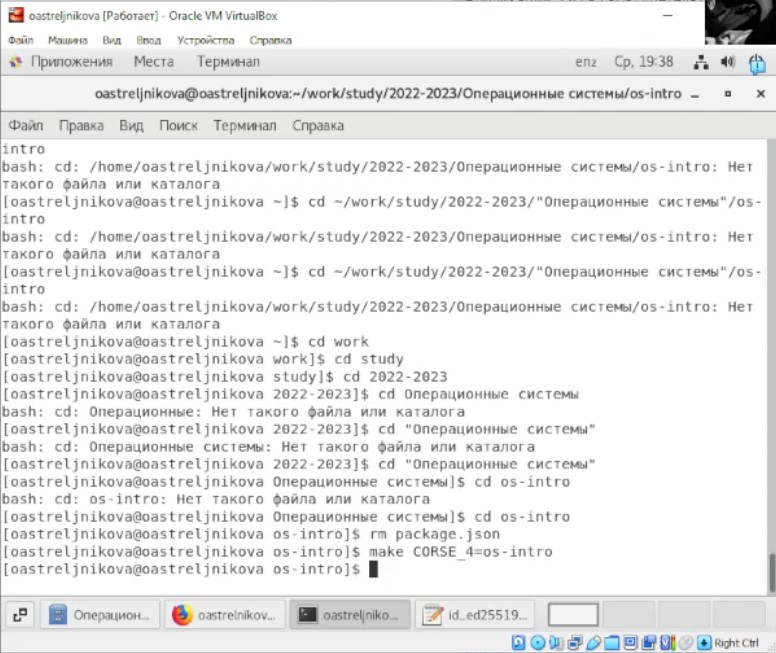 oastreljnikova [Работает] - Oracle VM VirtualBox
Файл Машина Вид Ввод Устройства Справка
Приложения Места Терминал en₂ Ср, 19:38
oastreljnikova@oastreljnikova:~/work/study/2022-2023/Операционные системы/os-intro
Файл Правка Вид Поиск Терминал Справка
intro
bash: cd: /home/oastreljnikova/work/study/2022-2023/Операционные системы/os-intro: Нет
такого файла или каталога
[oastreljnikova@oastreljnikova ~]$ cd ~/work/study/2022-2023/"Операционные системы"/os-
intro
bash: cd: /home/oastreljnikova/work/study/2022-2023/Операционные системы/os-intro: Нет
такого файла или каталога
[oastreljnikova@oastreljnikova ~]$ cd ~/work/study/2022-2023/"Операционные системы"/os-
intro
bash: cd: /home/oastreljnikova/work/study/2022-2023/Операционные системы/os-intro: Нет
такого файла или каталога
[oastreljnikova@oastreljnikova ~]$ cd work
[oastreljnikova@oastreljnikova work]$ cd study
[oastreljnikova@oastreljnikova study]$ cd 2022-2023
[oastreljnikova@oastreljnikova 2022-2023]$ cd Операционные системы
bash: cd: Операционные: Нет такого файла или каталога
[oastreljnikova@oastreljnikova 2022-2023]$ cd "Операционные системы"
bash: cd: Операционные системы: Нет такого файла или каталога
[oastreljnikova@oastreljnikova 2022-2023]$ cd "Операционные системы"
[oastreljnikova@oastreljnikova Операционные системы]$ cd os-intro
bash: cd: os-intro: Нет такого файла или каталога
[oastreljnikova@oastreljnikova Операционные системы]$ cd os-intro
[oastreljnikova@oastreljnikova os-intro]$ rm package.json
[oastreljnikova@oastreljnikova os-intro]$ make CORSE_4=os-intro
[oastreljnikova@oastreljnikova os-intro]$
Операцион... oastrelnikov... oastreljniko... id_ed25519...
Right Ctrl